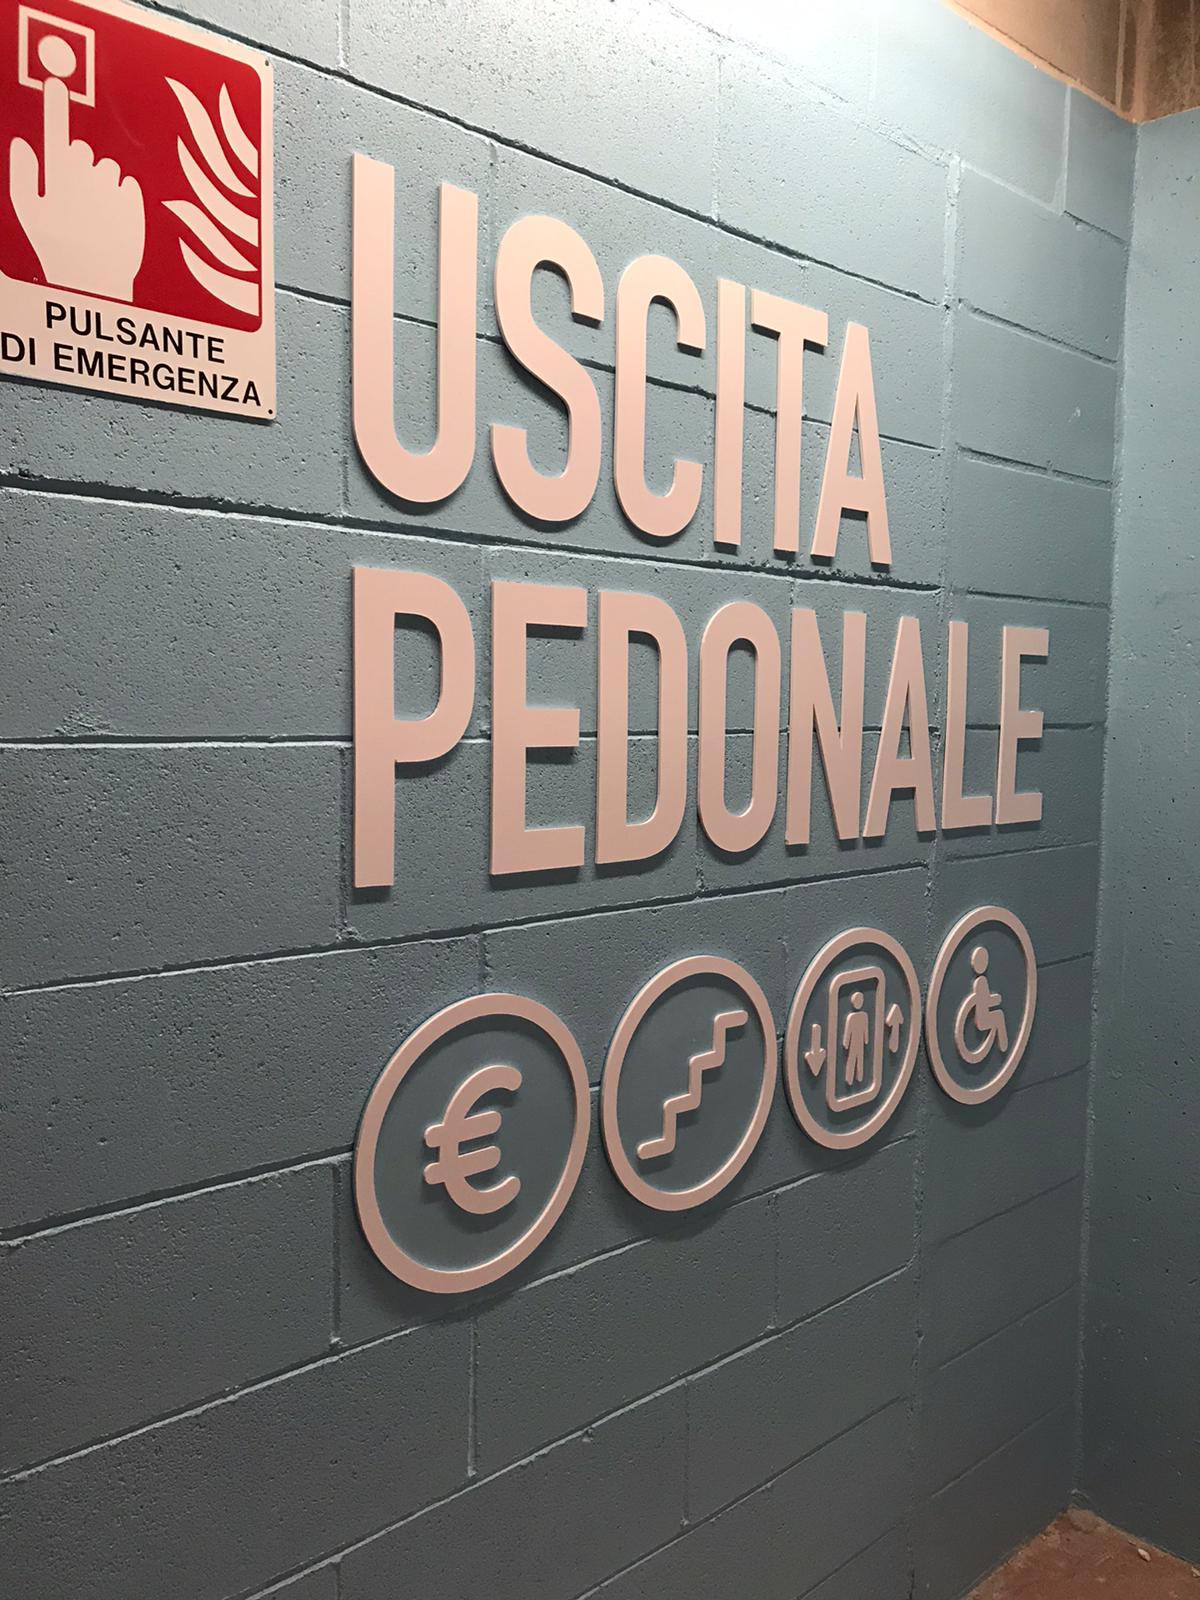 PULSANTE
DI EMERGENZA
USCITA
PEDONALE
€